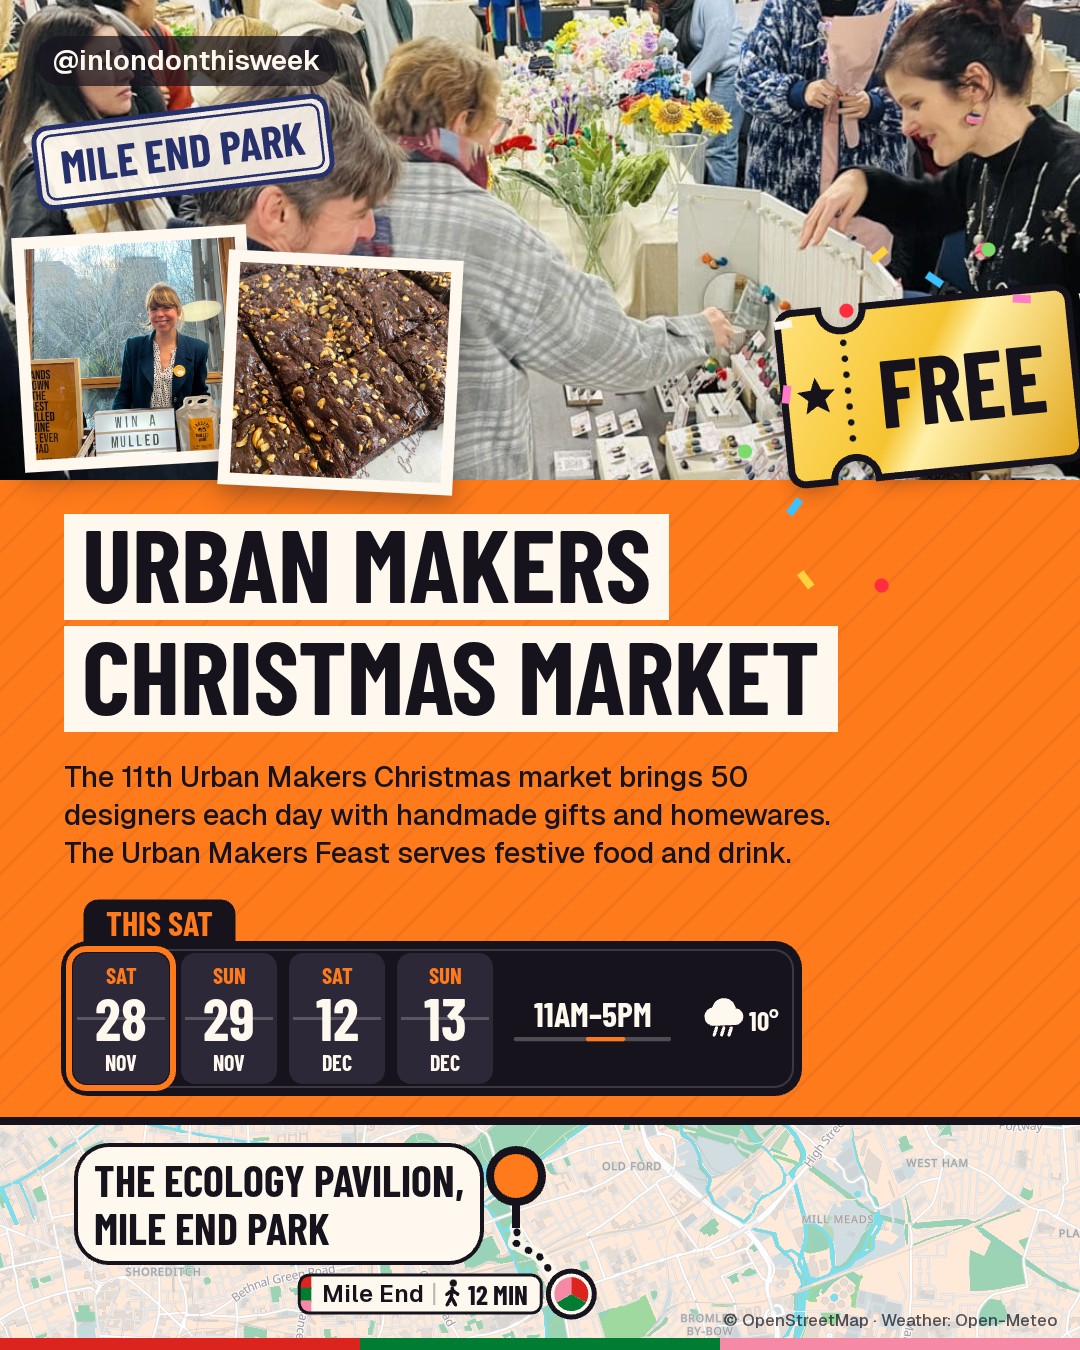 @inlondonthisweek
MILE END PARK
WIN A
MULLED
FREE
URBAN MAKERS
CHRISTMAS MARKET
The 11th Urban Makers Christmas market brings 50
designers each day with handmade gifts and homewares.
The Urban Makers Feast serves festive food and drink.
THIS SAT
SAT
28
NOV
SUN
29
NOV
SAT
12
DEC
SUN
13
DEC
11AM–5PM
10°
THE ECOLOGY PAVILION,
MILE END PARK
Mile End
12 MIN
OLD FORD
WEST HAM
MILL MEADS
SHOREDITCH
Bethnal Green Road
BY-BOW
© OpenStreetMap · Weather: Open-Meteo